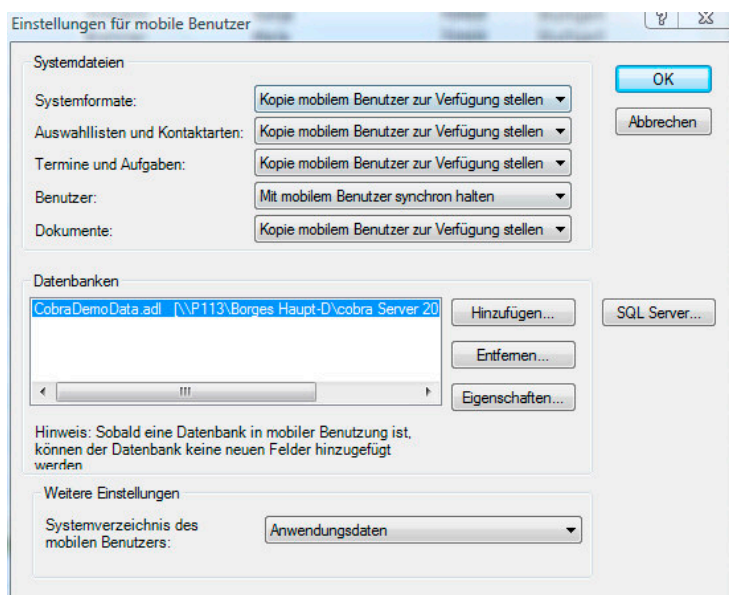 Einstellungen für mobile Benutzer
Systemdateien
Systemformate: Kopie mobilem Benutzer zur Verfügung stellen
Auswahllisten und Kontaktarten: Kopie mobilem Benutzer zur Verfügung stellen
Termine und Aufgaben: Kopie mobilem Benutzer zur Verfügung stellen
Benutzer: Mit mobilem Benutzer synchron halten
Dokumente: Kopie mobilem Benutzer zur Verfügung stellen
OK
Abbrechen
Datenbanken
CobraDemoData.adl [\\P113\Borges Haupt-D\cobra Server 20
Hinzufügen...
Entfernen...
Eigenschaften...
SQL Server...
Hinweis: Sobald eine Datenbank in mobiler Benutzung ist,
können der Datenbank keine neuen Felder hinzugefügt
werden
Weitere Einstellungen
Systemverzeichnis des
mobilen Benutzers:
Anwendungsdaten